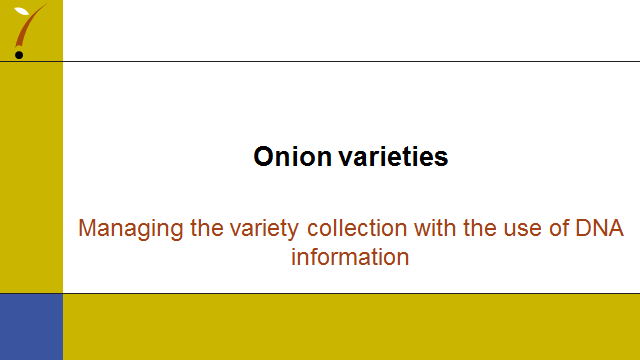 Onion varieties
Managing the variety collection with the use of DNA
information